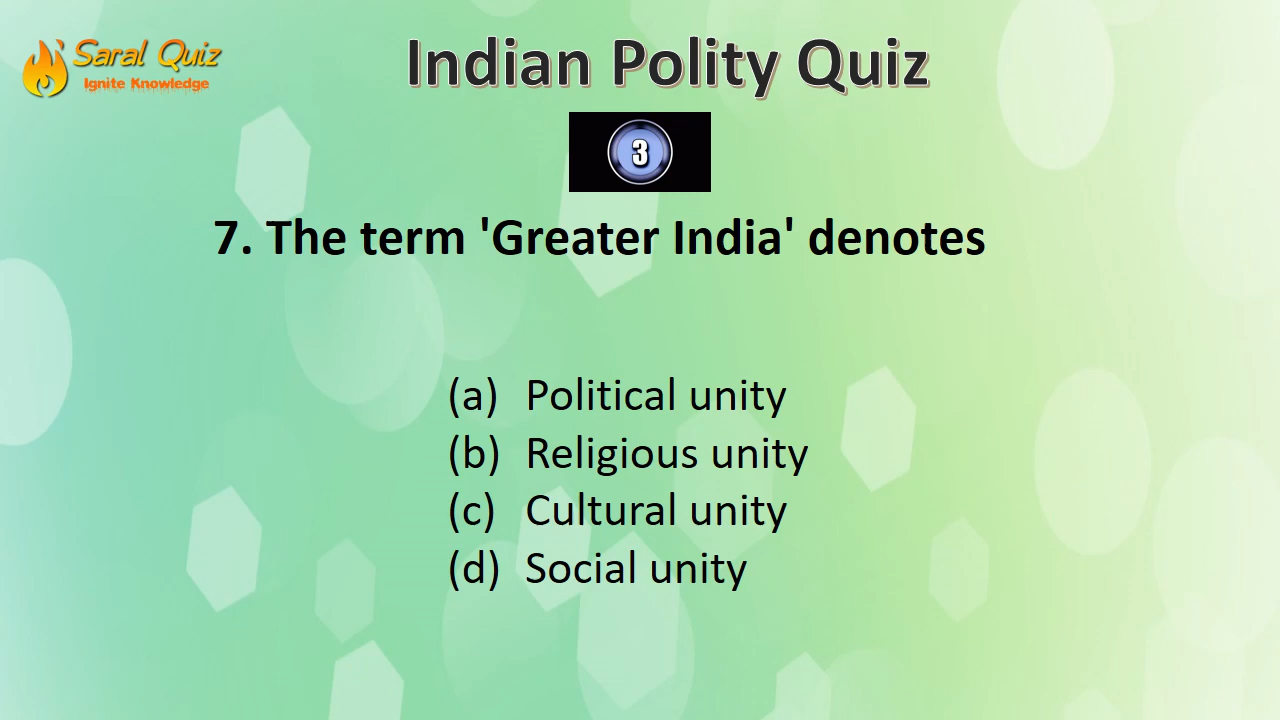 Saral Quiz
Ignite Knowledge
Indian Polity Quiz
3
7. The term 'Greater India' denotes
(a) Political unity
(b) Religious unity
(c) Cultural unity
(d) Social unity